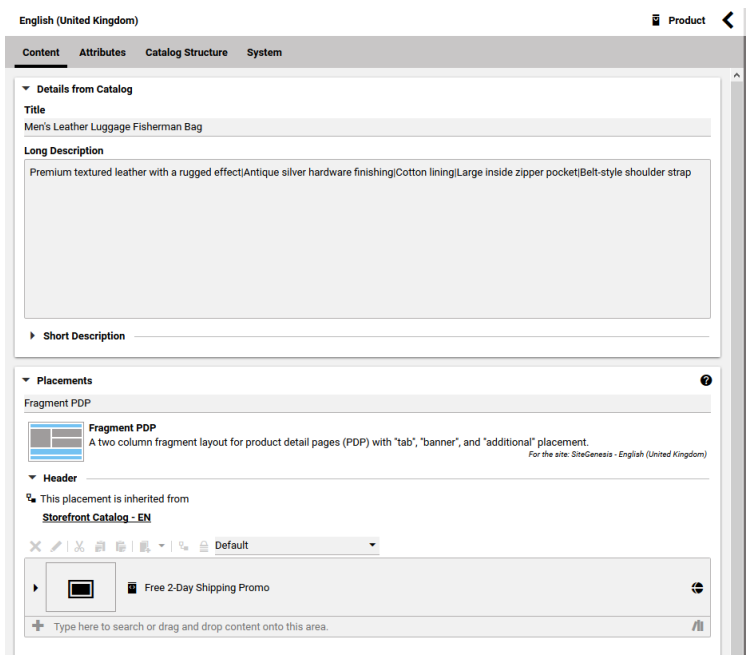 English (United Kingdom)
Product
Content Attributes Catalog Structure System
Details from Catalog
Title
Men's Leather Luggage Fisherman Bag
Long Description
Premium textured leather with a rugged effect|Antique silver hardware finishing|Cotton lining|Large inside zipper pocket|Belt-style shoulder strap
Short Description
Placements
Fragment PDP
Fragment PDP
A two column fragment layout for product detail pages (PDP) with "tab", "banner", and "additional" placement.
For the site: SiteGenesis - English (United Kingdom)
Header
This placement is inherited from
Storefront Catalog - EN
Default
Free 2-Day Shipping Promo
Type here to search or drag and drop content onto this area.